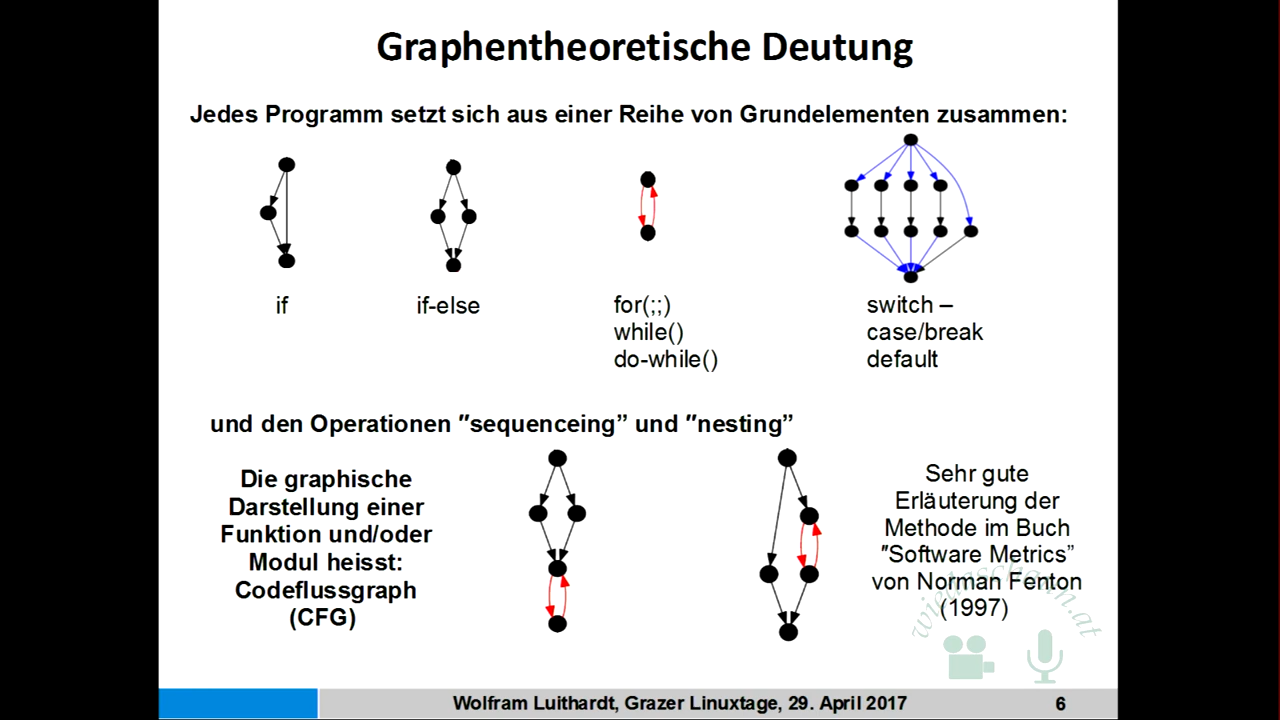 Graphentheoretische Deutung
Jedes Programm setzt sich aus einer Reihe von Grundelementen zusammen:
if
if-else
for(;;)
while()
do-while()
switch –
case/break
default
und den Operationen ″sequenceing” und ″nesting”
Die graphische
Darstellung einer
Funktion und/oder
Modul heisst:
Codeflussgraph
(CFG)
Sehr gute
Erläuterung der
Methode im Buch
″Software Metrics”
von Norman Fenton
(1997)
wiedaschaun.at
Wolfram Luithardt, Grazer Linuxtage, 29. April 2017
6